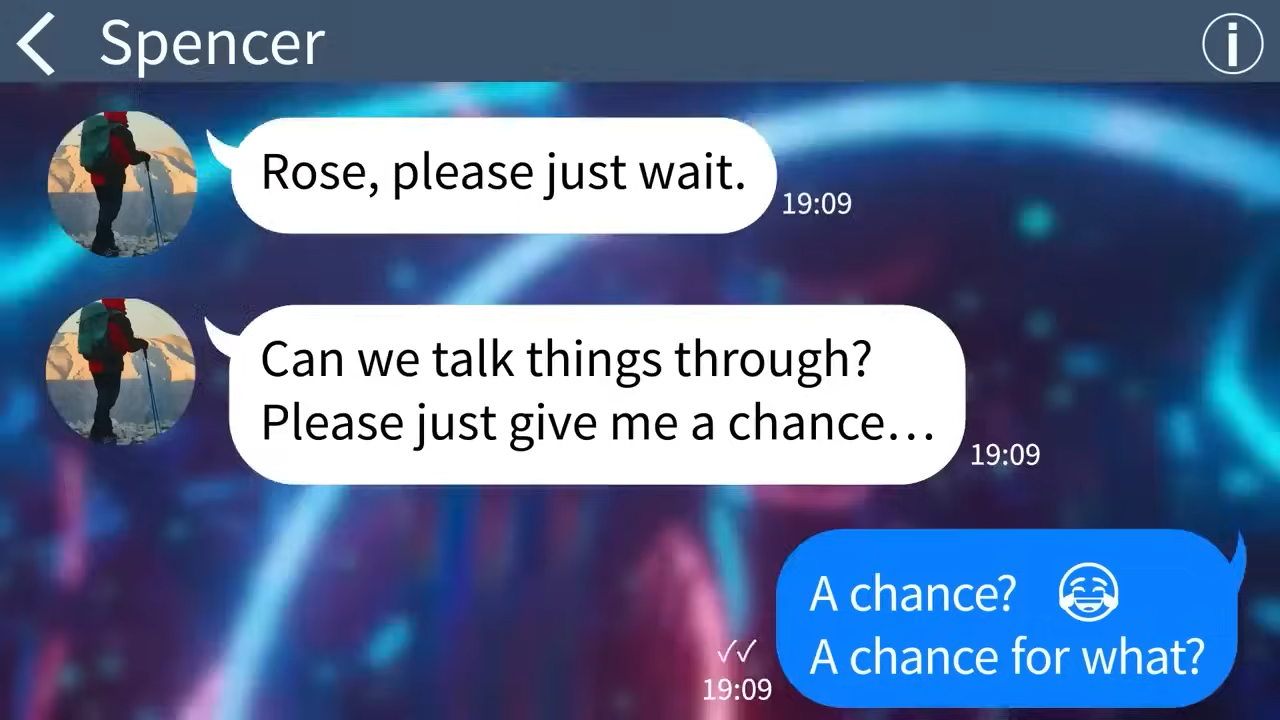 Spencer
Rose, please just wait.
19:09
Can we talk things through?
Please just give me a chance...
19:09
A chance? 😂
A chance for what?
19:09